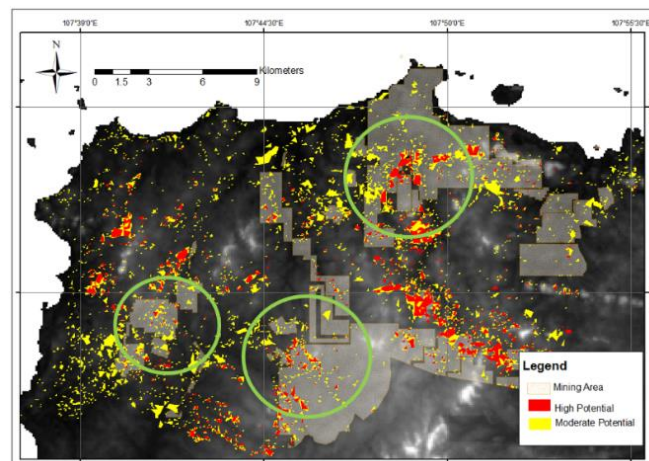 107°39'0"E 107°44'30"E 107°50'0"E 107°55'30"E
N
0 1.5 3 6 9 Kilometers
Legend
Mining Area
High Potential
Moderate Potential